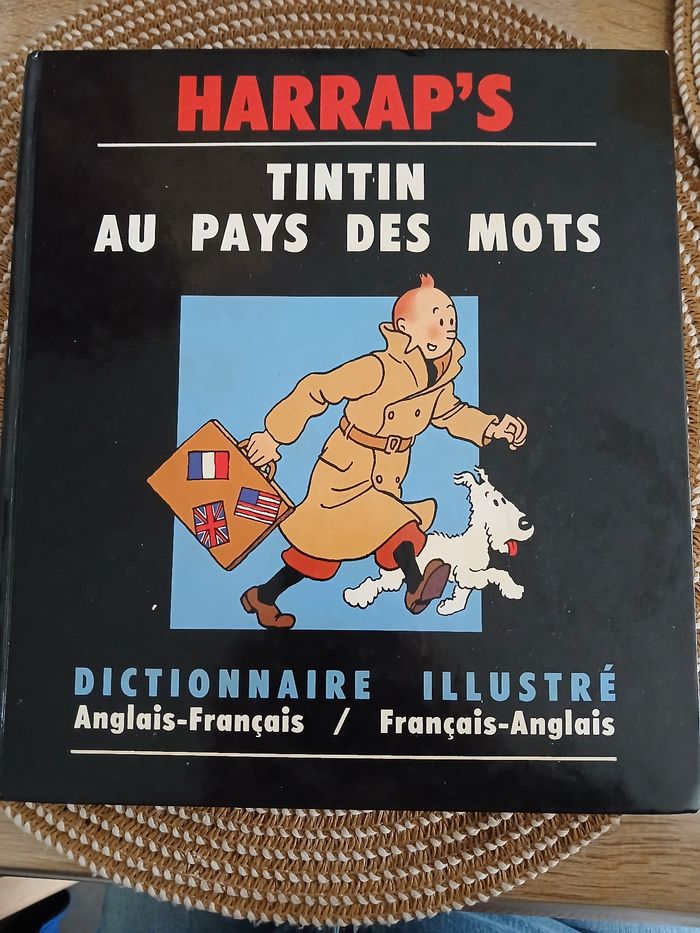 HARRAP'S
TINTIN
AU PAYS DES MOTS
DICTIONNAIRE ILLUSTRÉ
Anglais-Français / Français-Anglais